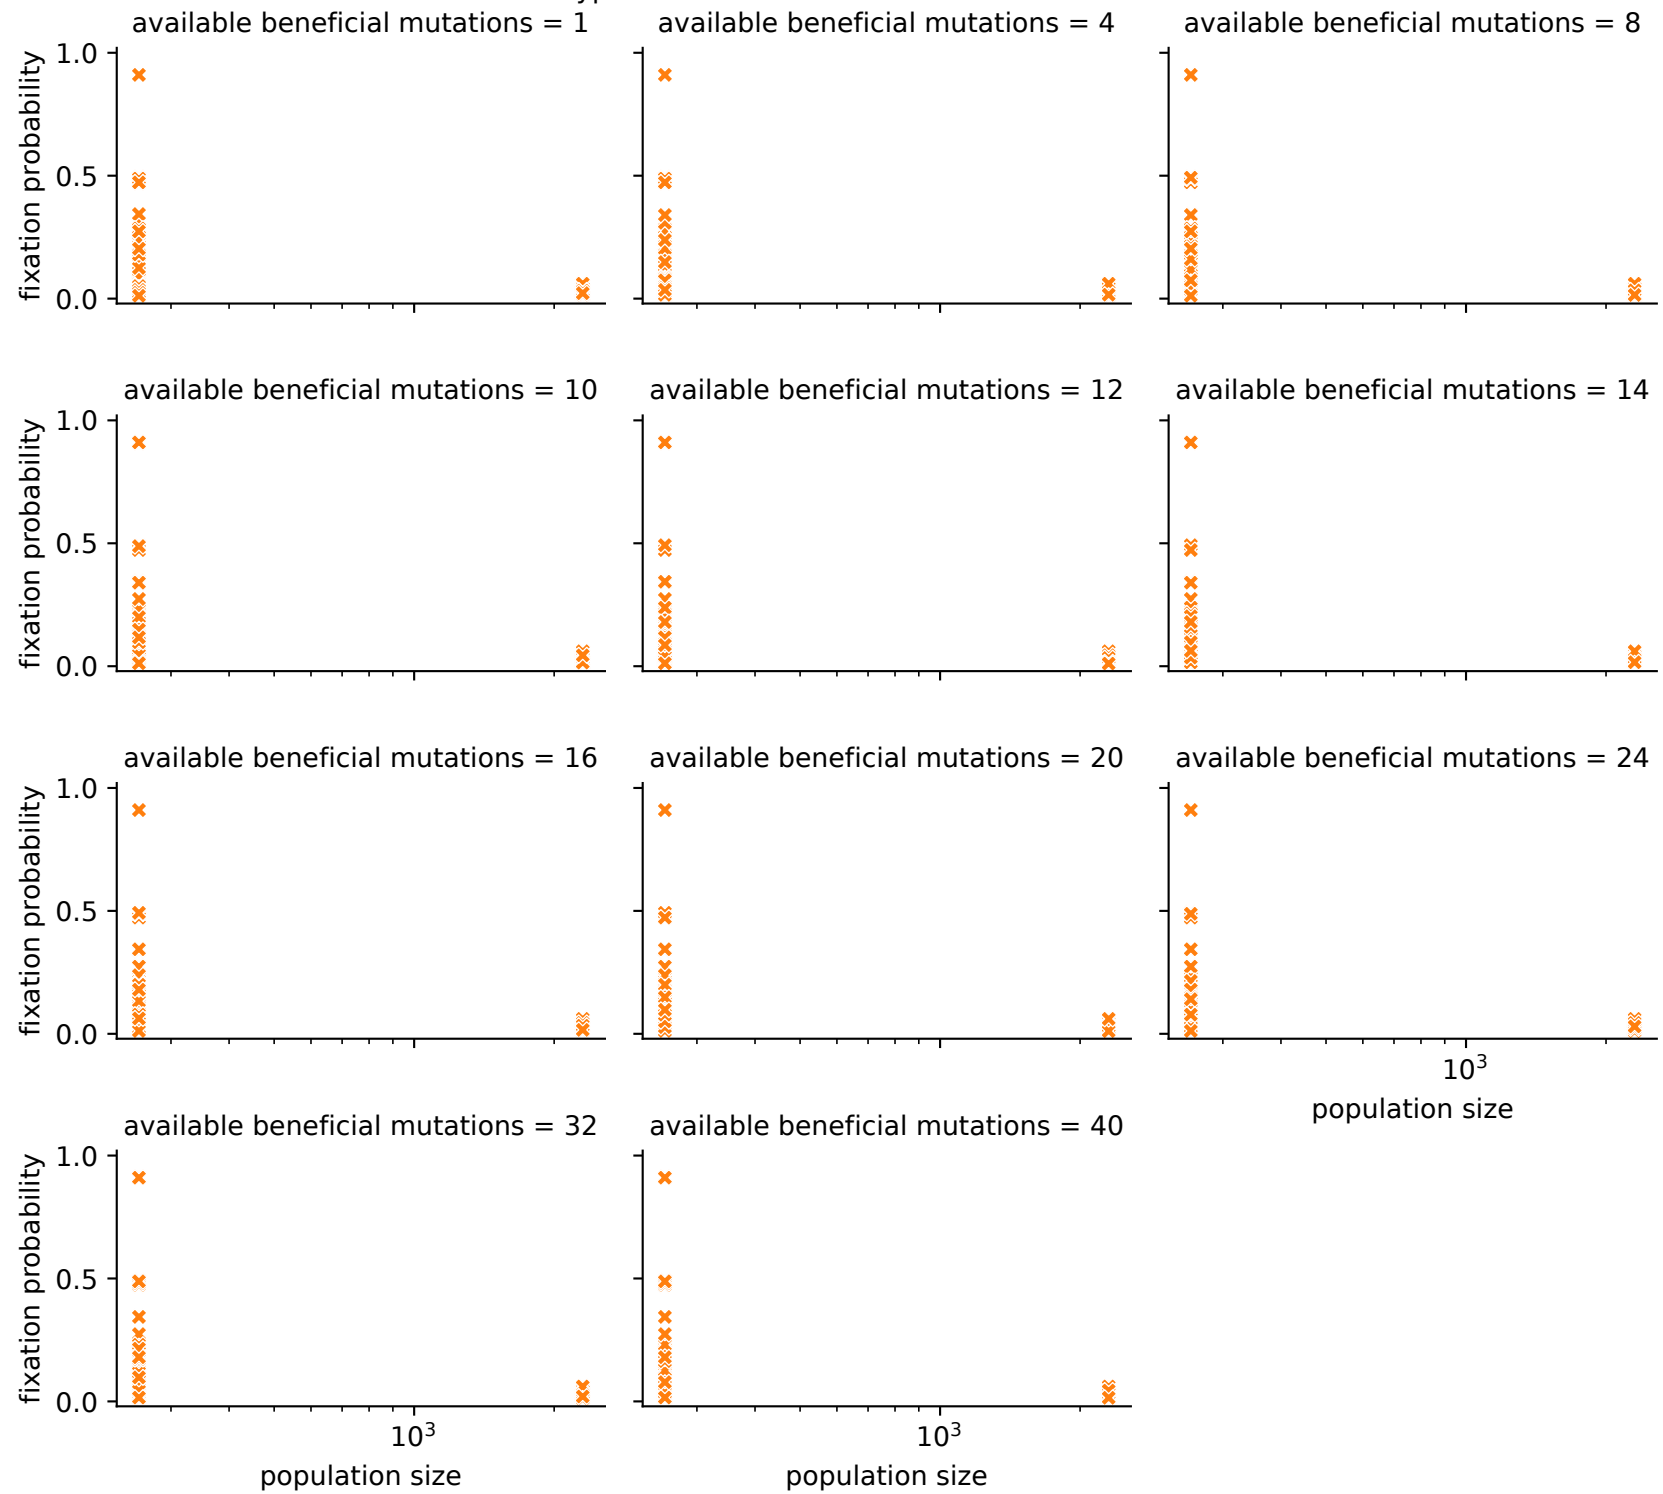 available beneficial mutations = 1
available beneficial mutations = 4
available beneficial mutations = 8
fixation probability
1.0
0.5
0.0
available beneficial mutations = 10
available beneficial mutations = 12
available beneficial mutations = 14
fixation probability
1.0
0.5
0.0
available beneficial mutations = 16
available beneficial mutations = 20
available beneficial mutations = 24
fixation probability
1.0
0.5
0.0
10³
population size
available beneficial mutations = 32
available beneficial mutations = 40
fixation probability
1.0
0.5
0.0
10³
10³
population size
population size